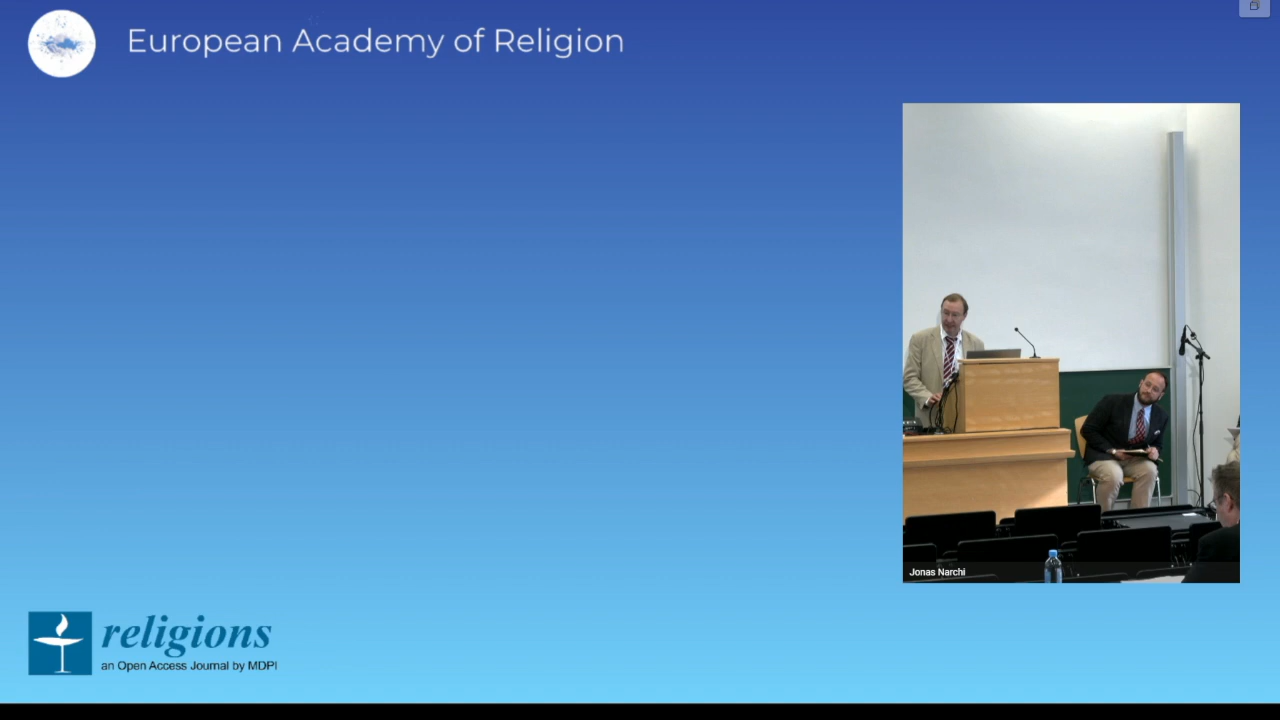 European Academy of Religion
Jonas Narchi
religions
an Open Access Journal by MDPI